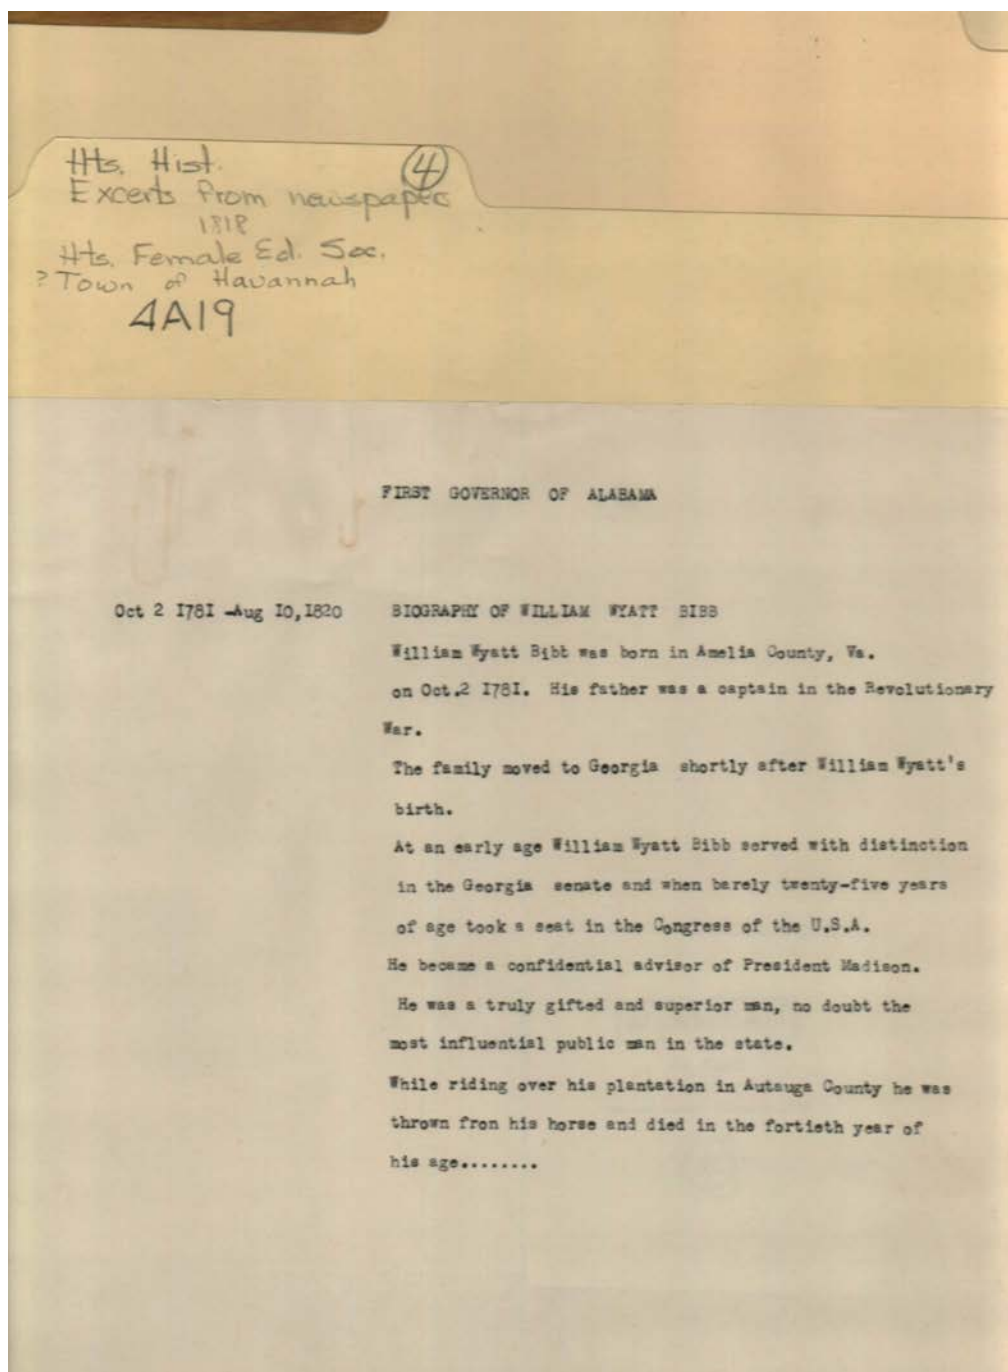 Hts. Hist. ④
Excerts from newspaper
1818
Hts. Female Ed. Soc.
? Town of Havannah
4A19
FIRST GOVERNOR OF ALABAMA
Oct 2 I78I -Aug I0,I820 BIOGRAPHY OF WILLIAM WYATT BIBB
William Wyatt Bibb was born in Amelia County, Va.
on Oct.2 I78I. His father was a captain in the Revolutionary
War.
The family moved to Georgia shortly after William Wyatt's
birth.
At an early age William Wyatt Bibb served with distinction
in the Georgia senate and when barely twenty-five years
of age took a seat in the Congress of the U.S.A.
He became a confidential advisor of President Madison.
He was a truly gifted and superior man, no doubt the
most influential public man in the state.
While riding over his plantation in Autauga County he was
thrown fron his horse and died in the fortieth year of
his age........